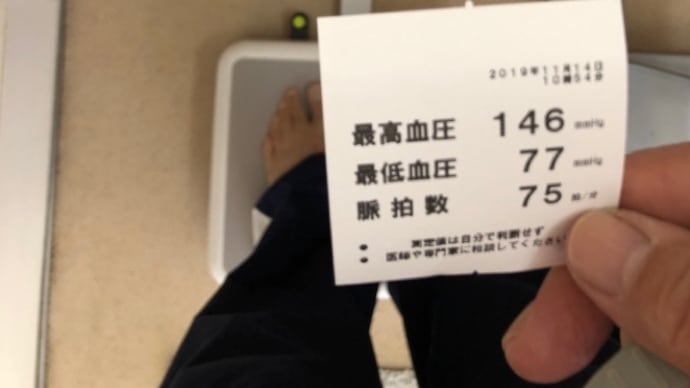 2019年11月14日
10時54分
最高血圧 146 mmHg
最低血圧 77 mmHg
脈拍数 75 拍/分
● 測定値は自分で判断せず
● 医師や専門家に相談してください